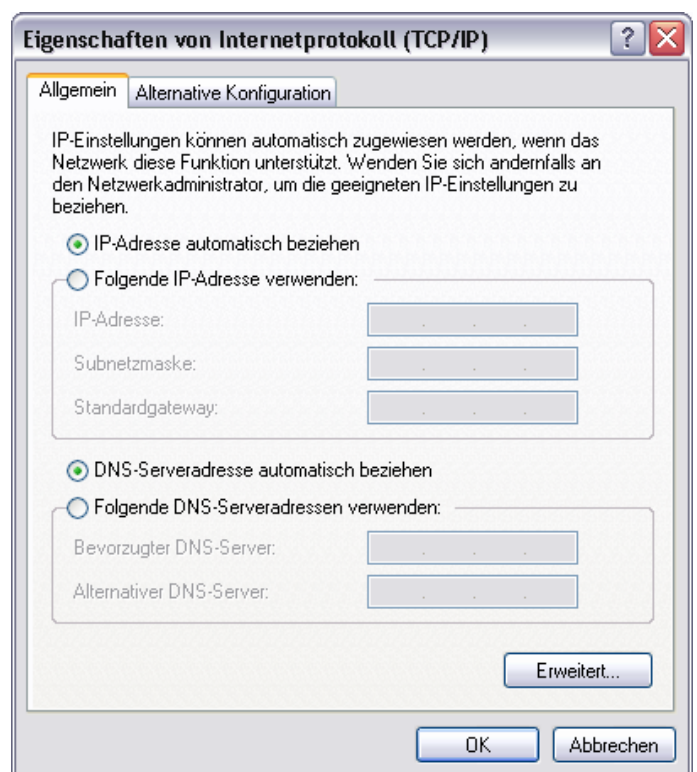 Eigenschaften von Internetprotokoll (TCP/IP)
?
Allgemein
Alternative Konfiguration
IP-Einstellungen können automatisch zugewiesen werden, wenn das
Netzwerk diese Funktion unterstützt. Wenden Sie sich andernfalls an
den Netzwerkadministrator, um die geeigneten IP-Einstellungen zu
beziehen.
IP-Adresse automatisch beziehen
Folgende IP-Adresse verwenden:
IP-Adresse:
Subnetzmaske:
Standardgateway:
DNS-Serveradresse automatisch beziehen
Folgende DNS-Serveradressen verwenden:
Bevorzugter DNS-Server:
Alternativer DNS-Server:
Erweitert...
OK
Abbrechen